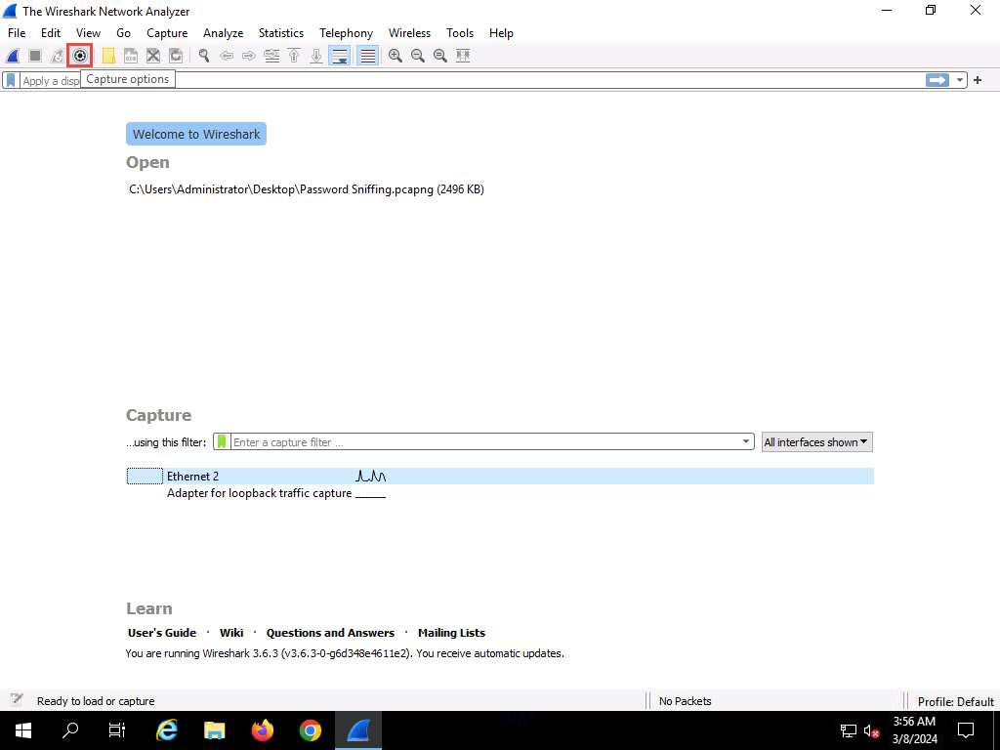 The Wireshark Network Analyzer
File Edit View Go Capture Analyze Statistics Telephony Wireless Tools Help
Apply a disp
Capture options
Welcome to Wireshark
Open
C:\Users\Administrator\Desktop\Password Sniffing.pcapng (2496 KB)
Capture
...using this filter: Enter a capture filter ... All interfaces shown
Ethernet 2
Adapter for loopback traffic capture
Learn
User's Guide · Wiki · Questions and Answers · Mailing Lists
You are running Wireshark 3.6.3 (v3.6.3-0-g6d348e4611e2). You receive automatic updates.
Ready to load or capture No Packets Profile: Default
3:56 AM
3/8/2024